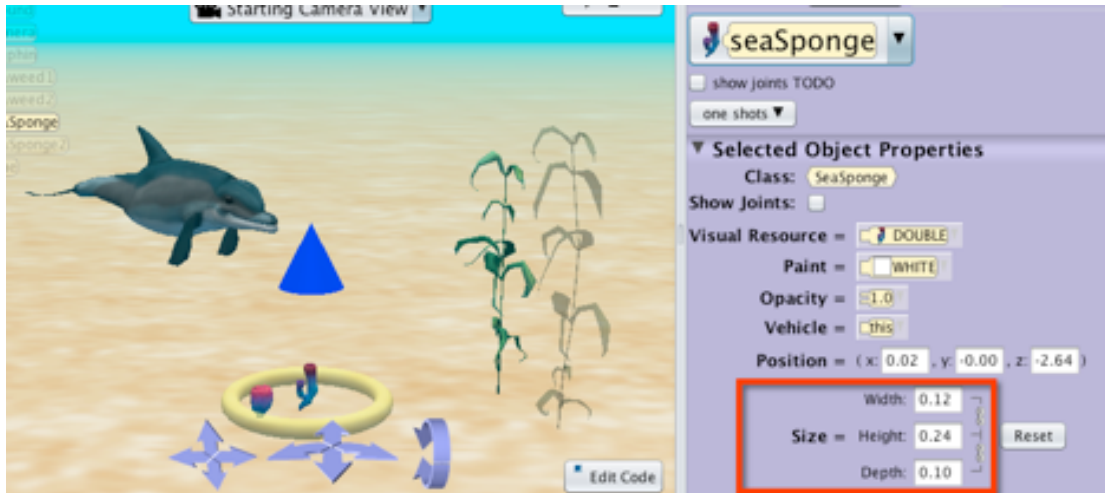 Starting Camera View
Sponge
seaSponge
show joints TODO
one shots
Selected Object Properties
Class: SeaSponge
Show Joints:
Visual Resource = DOUBLE
Paint = WHITE
Opacity = 1.0
Vehicle = this
Position = ( x: 0.02 , y: -0.00 , z: -2.64 )
Width: 0.12
Size = Height: 0.24 Reset
Depth: 0.10
Edit Code